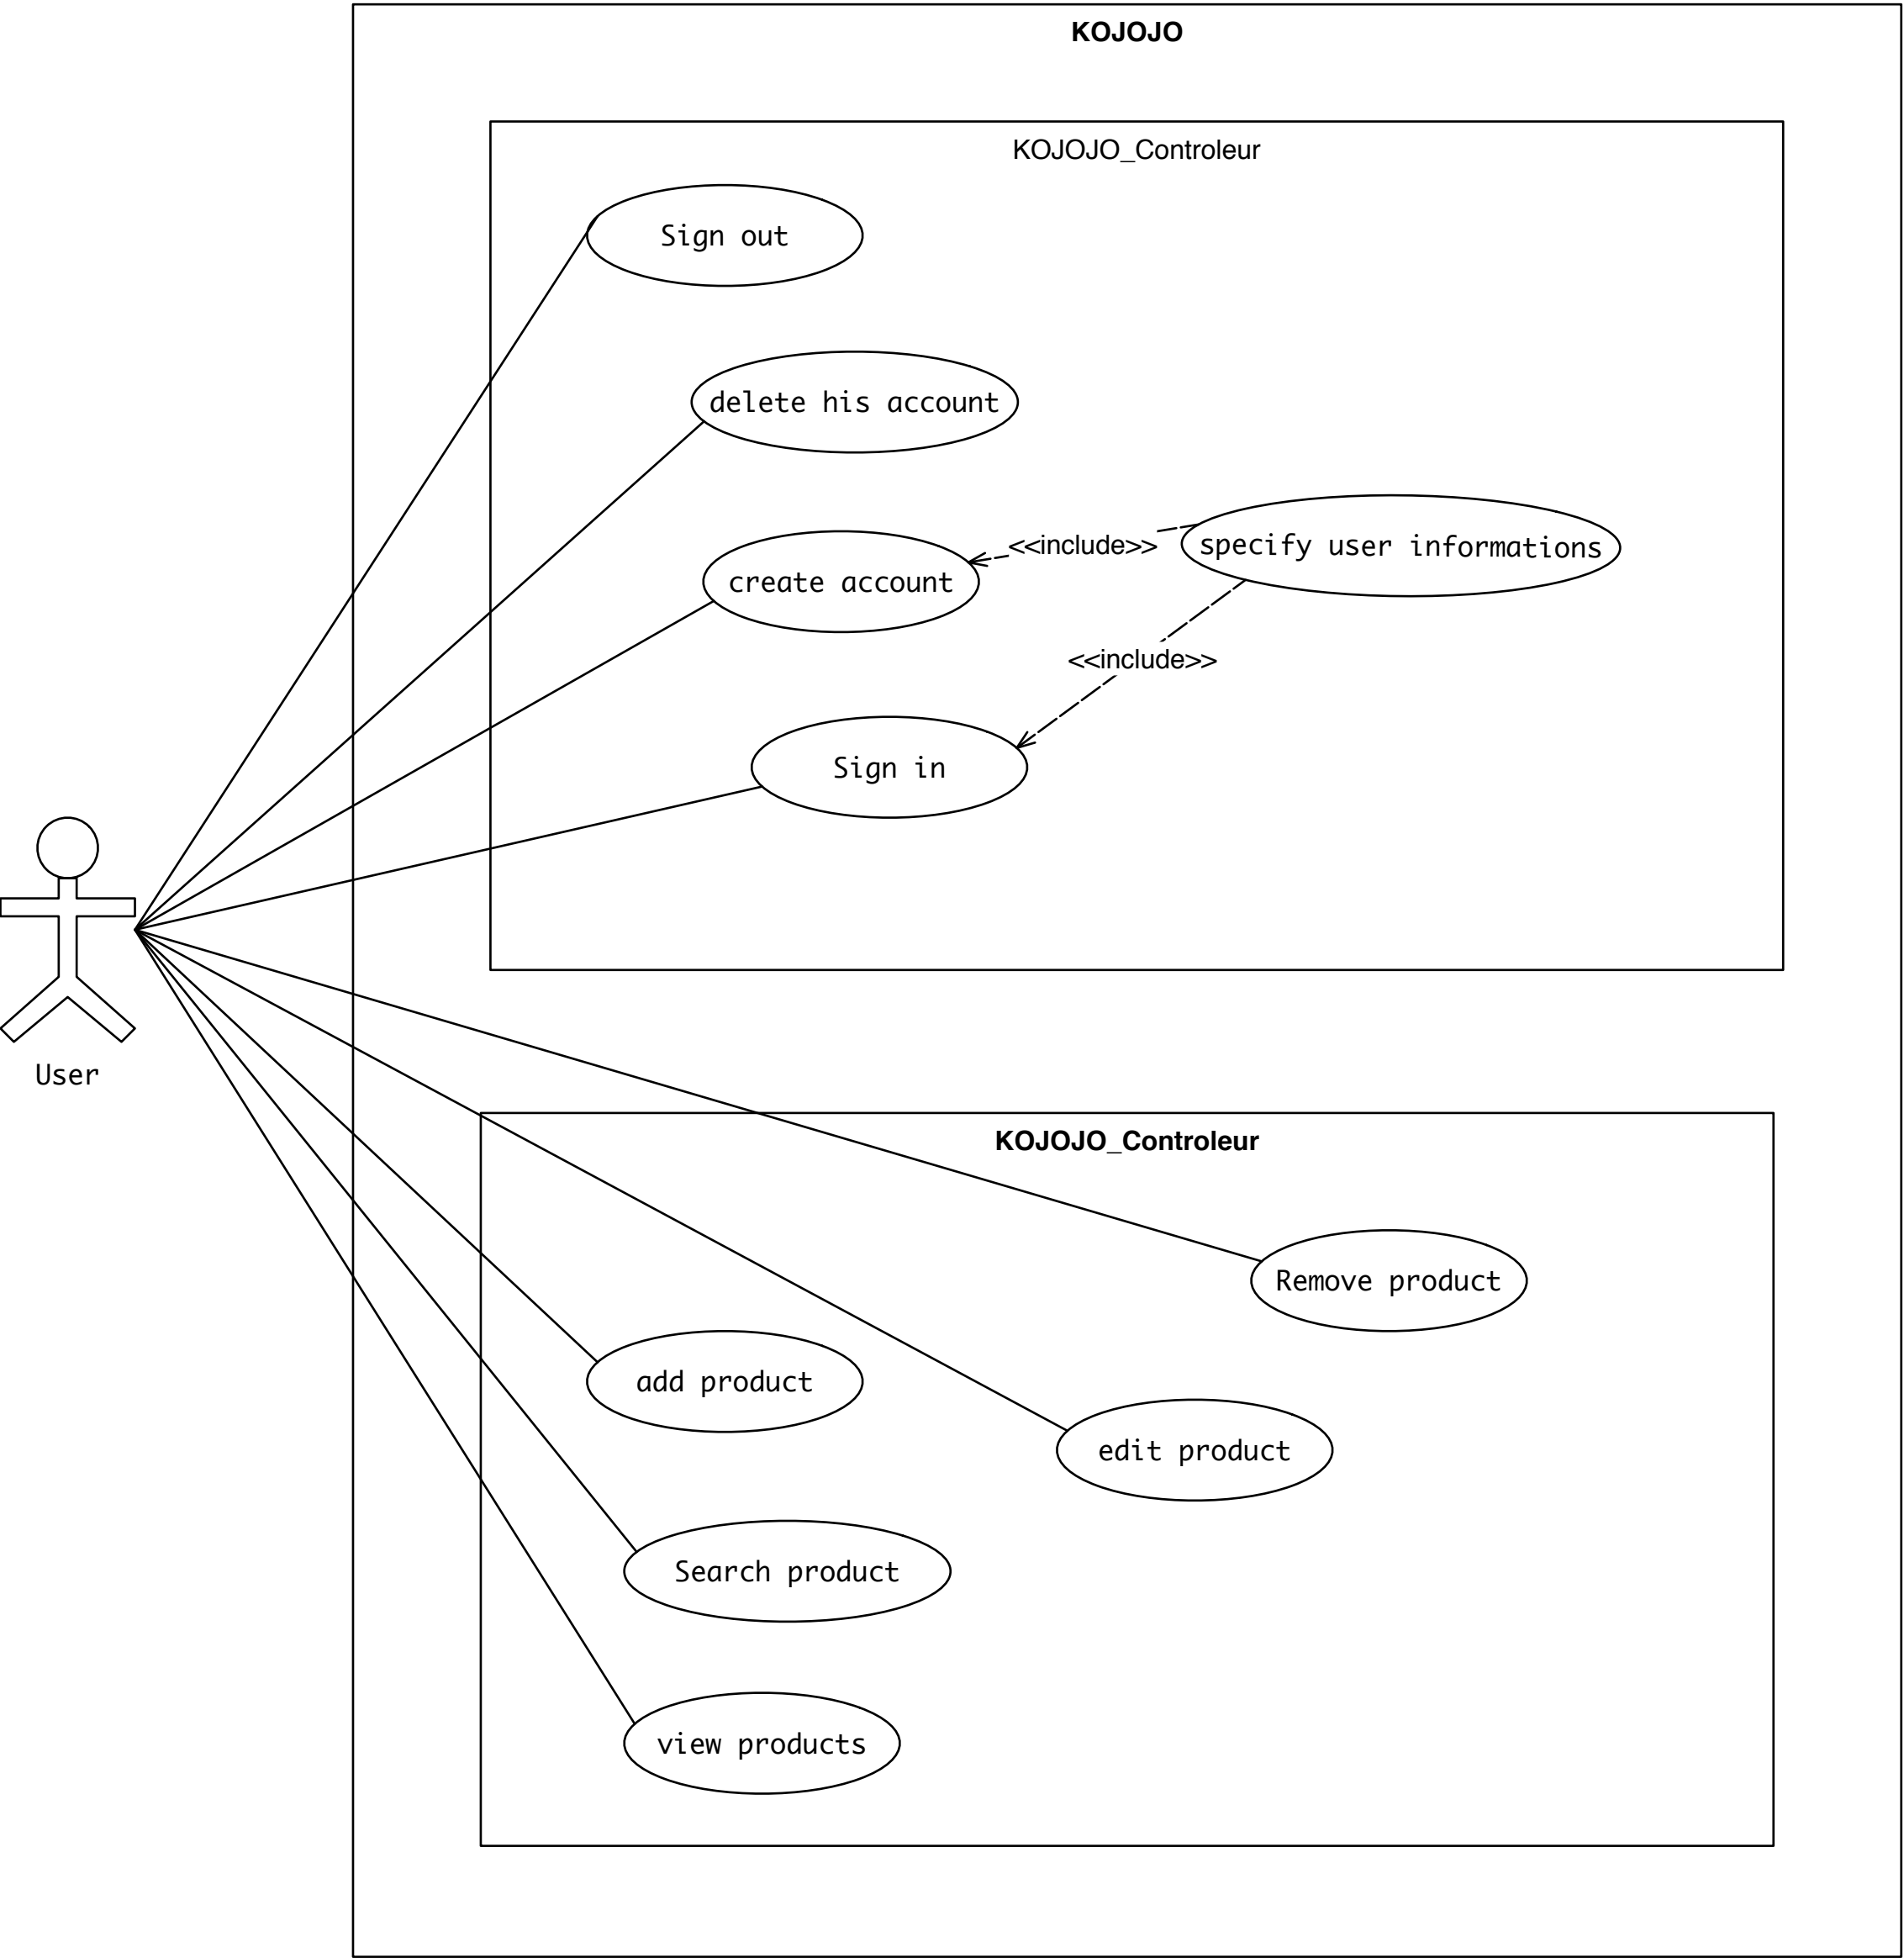 KOJOJO
KOJOJO_Controleur
Sign out
delete his account
<<include>>
specify user informations
create account
<<include>>
Sign in
User
KOJOJO_Controleur
Remove product
add product
edit product
Search product
view products